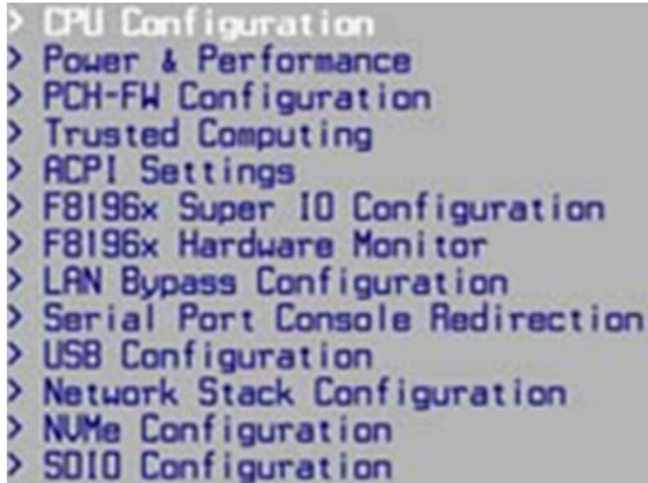 > CPU Configuration
> Power & Performance
> PCH-FW Configuration
> Trusted Computing
> ACPI Settings
> F8196x Super IO Configuration
> F8196x Hardware Monitor
> LAN Bypass Configuration
> Serial Port Console Redirection
> USB Configuration
> Network Stack Configuration
> NVMe Configuration
> SDIO Configuration